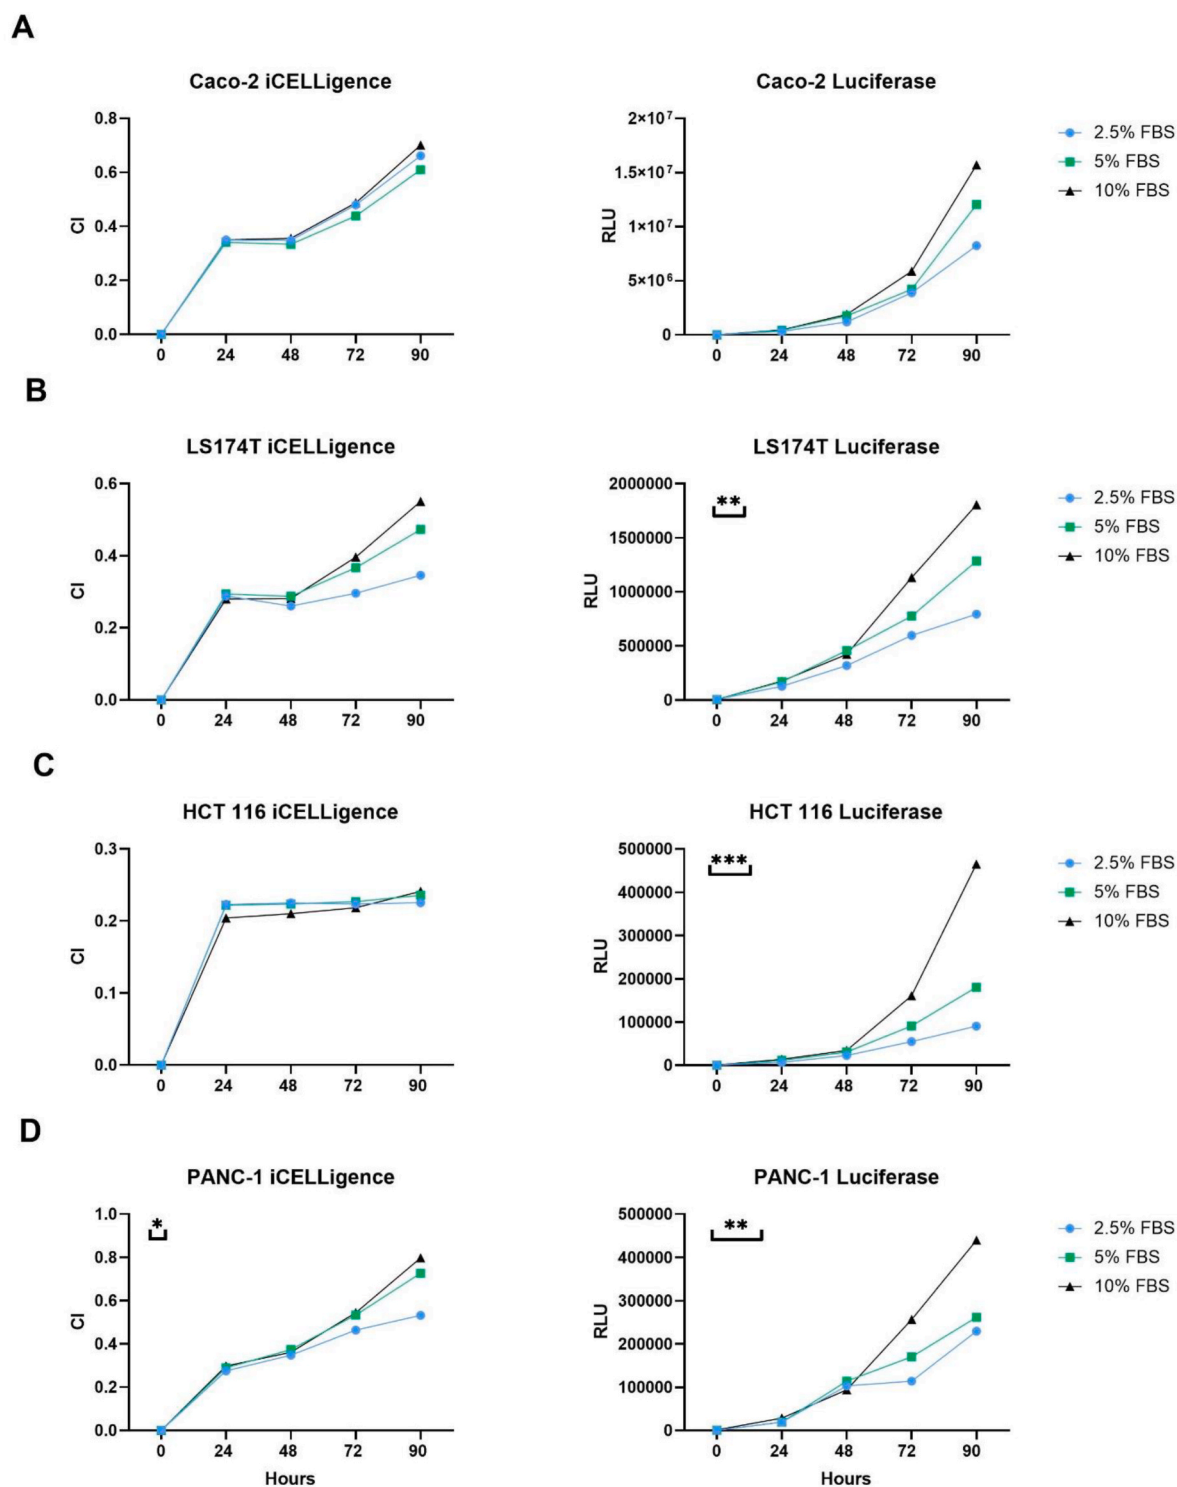 A
Caco-2 iCELLigence
0.8
0.6
0.4
0.2
0.0
CI
0 24 48 72 90
Caco-2 Luciferase
2×10⁷
1.5×10⁷
1×10⁷
5×10⁶
0
RLU
0 24 48 72 90
2.5% FBS
5% FBS
10% FBS
B
LS174T iCELLigence
0.6
0.4
0.2
0.0
CI
0 24 48 72 90
LS174T Luciferase
**
2000000
1500000
1000000
500000
0
RLU
0 24 48 72 90
2.5% FBS
5% FBS
10% FBS
C
HCT 116 iCELLigence
0.3
0.2
0.1
0.0
CI
0 24 48 72 90
HCT 116 Luciferase
***
500000
400000
300000
200000
100000
0
RLU
0 24 48 72 90
2.5% FBS
5% FBS
10% FBS
D
PANC-1 iCELLigence
*
1.0
0.8
0.6
0.4
0.2
0.0
CI
0 24 48 72 90
Hours
PANC-1 Luciferase
**
500000
400000
300000
200000
100000
0
RLU
0 24 48 72 90
Hours
2.5% FBS
5% FBS
10% FBS